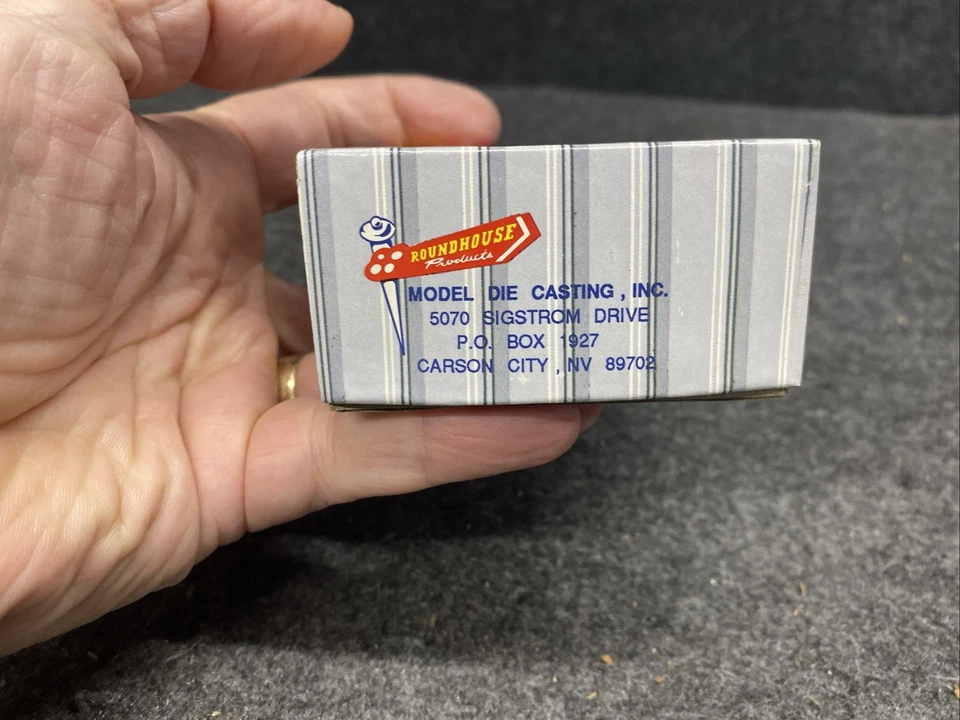 ROUNDHOUSE
Products
MODEL DIE CASTING, INC.
5070 SIGSTROM DRIVE
P.O. BOX 1927
CARSON CITY, NV 89702